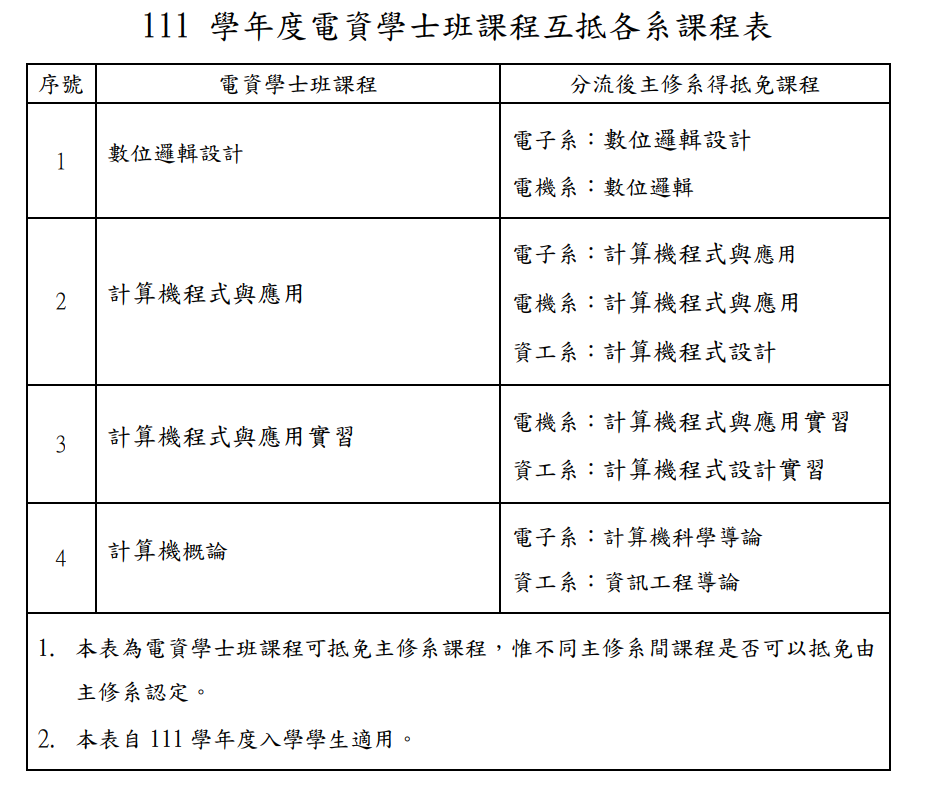 111 學年度電資學士班課程互抵各系課程表
序號 電資學士班課程 分流後主修系得抵免課程
1 數位邏輯設計 電子系：數位邏輯設計
電機系：數位邏輯
2 計算機程式與應用 電子系：計算機程式與應用
電機系：計算機程式與應用
資工系：計算機程式設計
3 計算機程式與應用實習 電機系：計算機程式與應用實習
資工系：計算機程式設計實習
4 計算機概論 電子系：計算機科學導論
資工系：資訊工程導論
1. 本表為電資學士班課程可抵免主修系課程，惟不同主修系間課程是否可以抵免由
主修系認定。
2. 本表自 111 學年度入學學生適用。